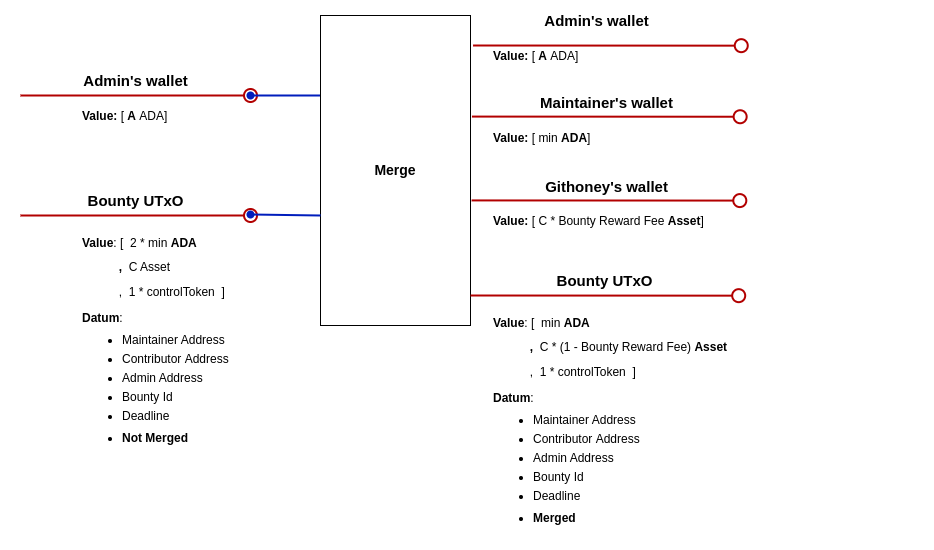 Admin's wallet
Value: [ A ADA]
Bounty UTxO
Value: [ 2 * min ADA
, C Asset
, 1 * controlToken ]
Datum:
• Maintainer Address
• Contributor Address
• Admin Address
• Bounty Id
• Deadline
• Not Merged
Merge
Admin's wallet
Value: [ A ADA]
Maintainer's wallet
Value: [ min ADA]
Githoney's wallet
Value: [ C * Bounty Reward Fee Asset]
Bounty UTxO
Value: [ min ADA
, C * (1 - Bounty Reward Fee) Asset
, 1 * controlToken ]
Datum:
• Maintainer Address
• Contributor Address
• Admin Address
• Bounty Id
• Deadline
• Merged